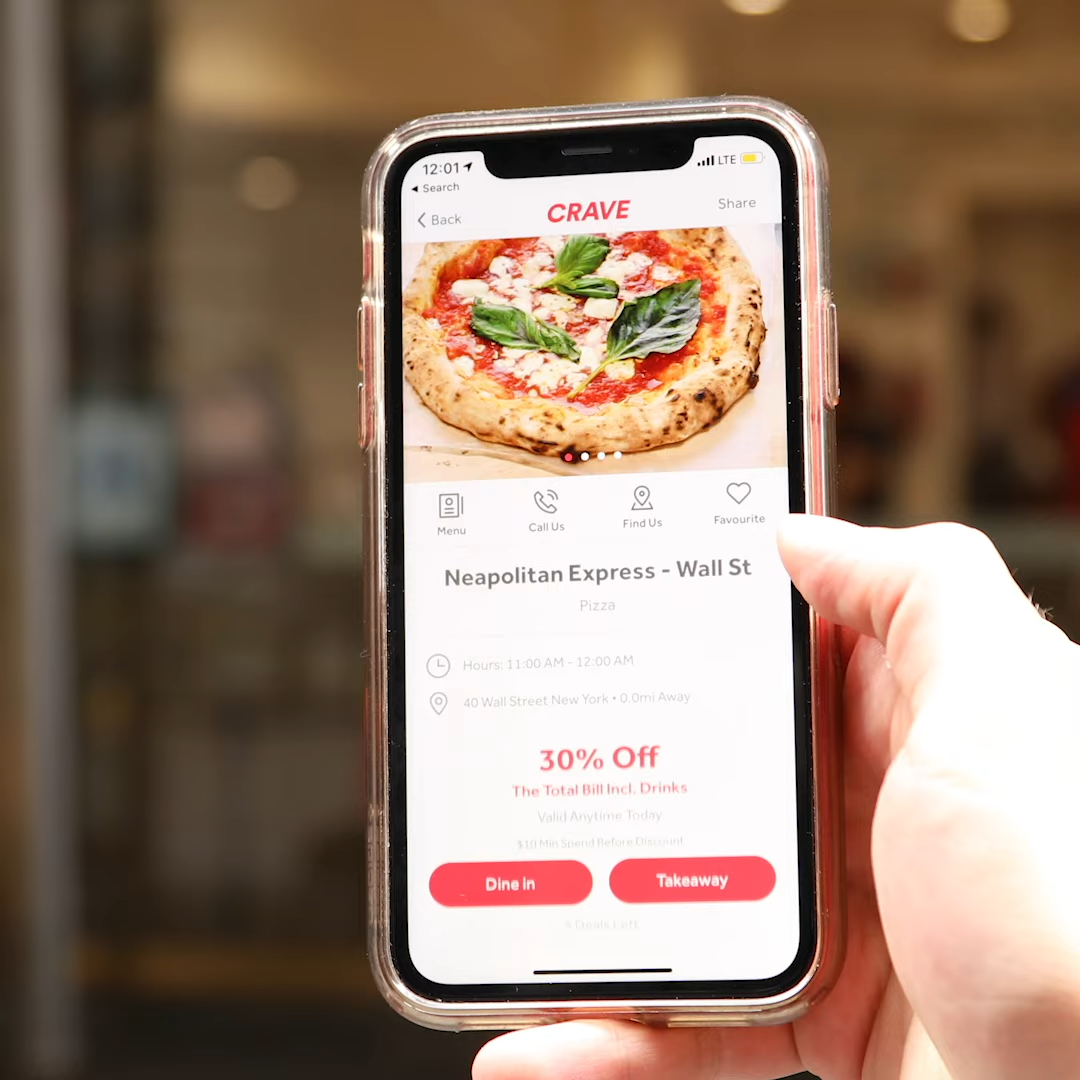 12:01
LTE
Search
Back
CRAVE
Share
Menu
Call Us
Find Us
Favourite
Neapolitan Express - Wall St
Pizza
Hours: 11:00 AM - 12:00 AM
40 Wall Street New York • 0.0mi Away
30% Off
The Total Bill Incl. Drinks
Valid Anytime Today
$10 Min Spend Before Discount
Dine in
Takeaway
Deals Left